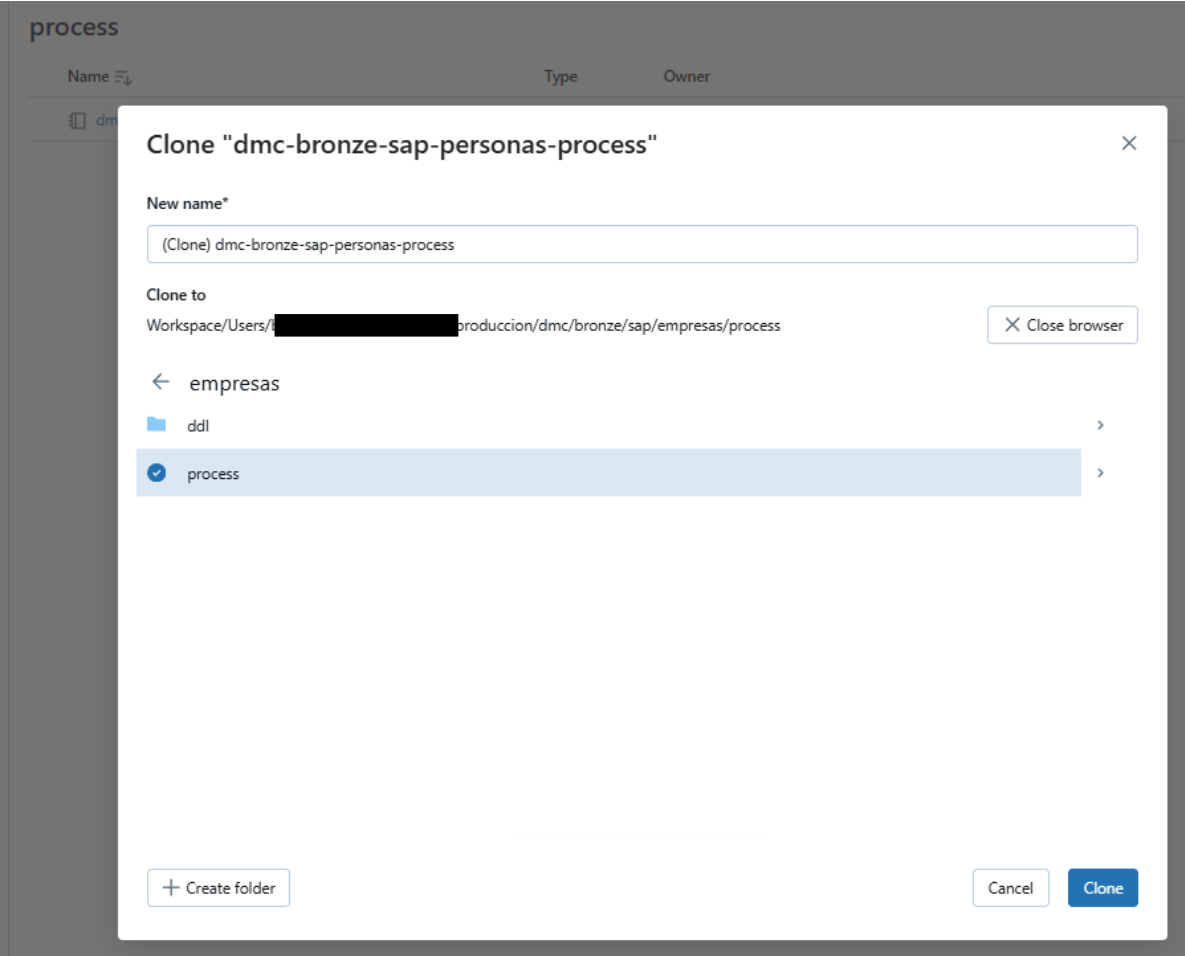 process
Name Type Owner
dm
Clone "dmc-bronze-sap-personas-process"
New name*
(Clone) dmc-bronze-sap-personas-process
Clone to
Workspace/Users/ produccion/dmc/bronze/sap/empresas/process
Close browser
empresas
ddl
process
Create folder
Cancel
Clone